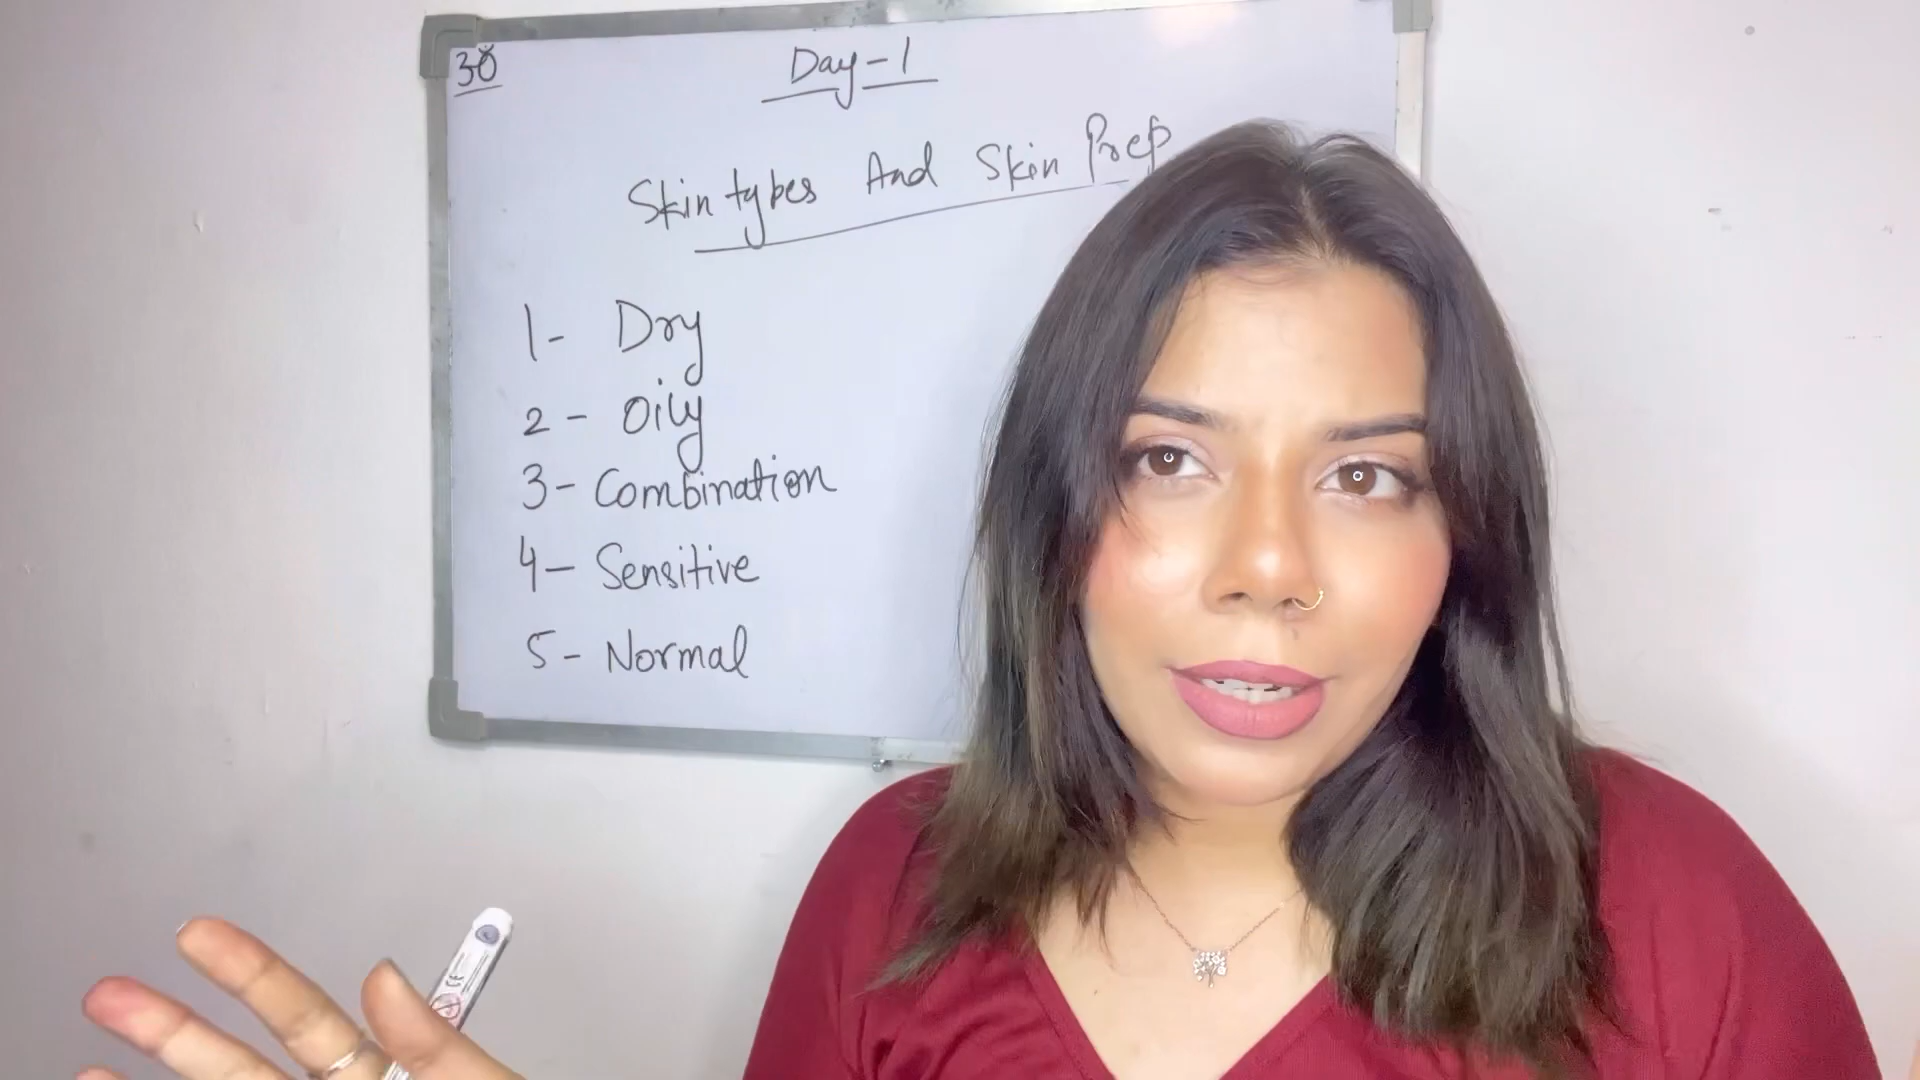 30
Day-1
Skin types And Skin Prep
1- Dry
2- Oily
3- Combination
4- Sensitive
5- Normal